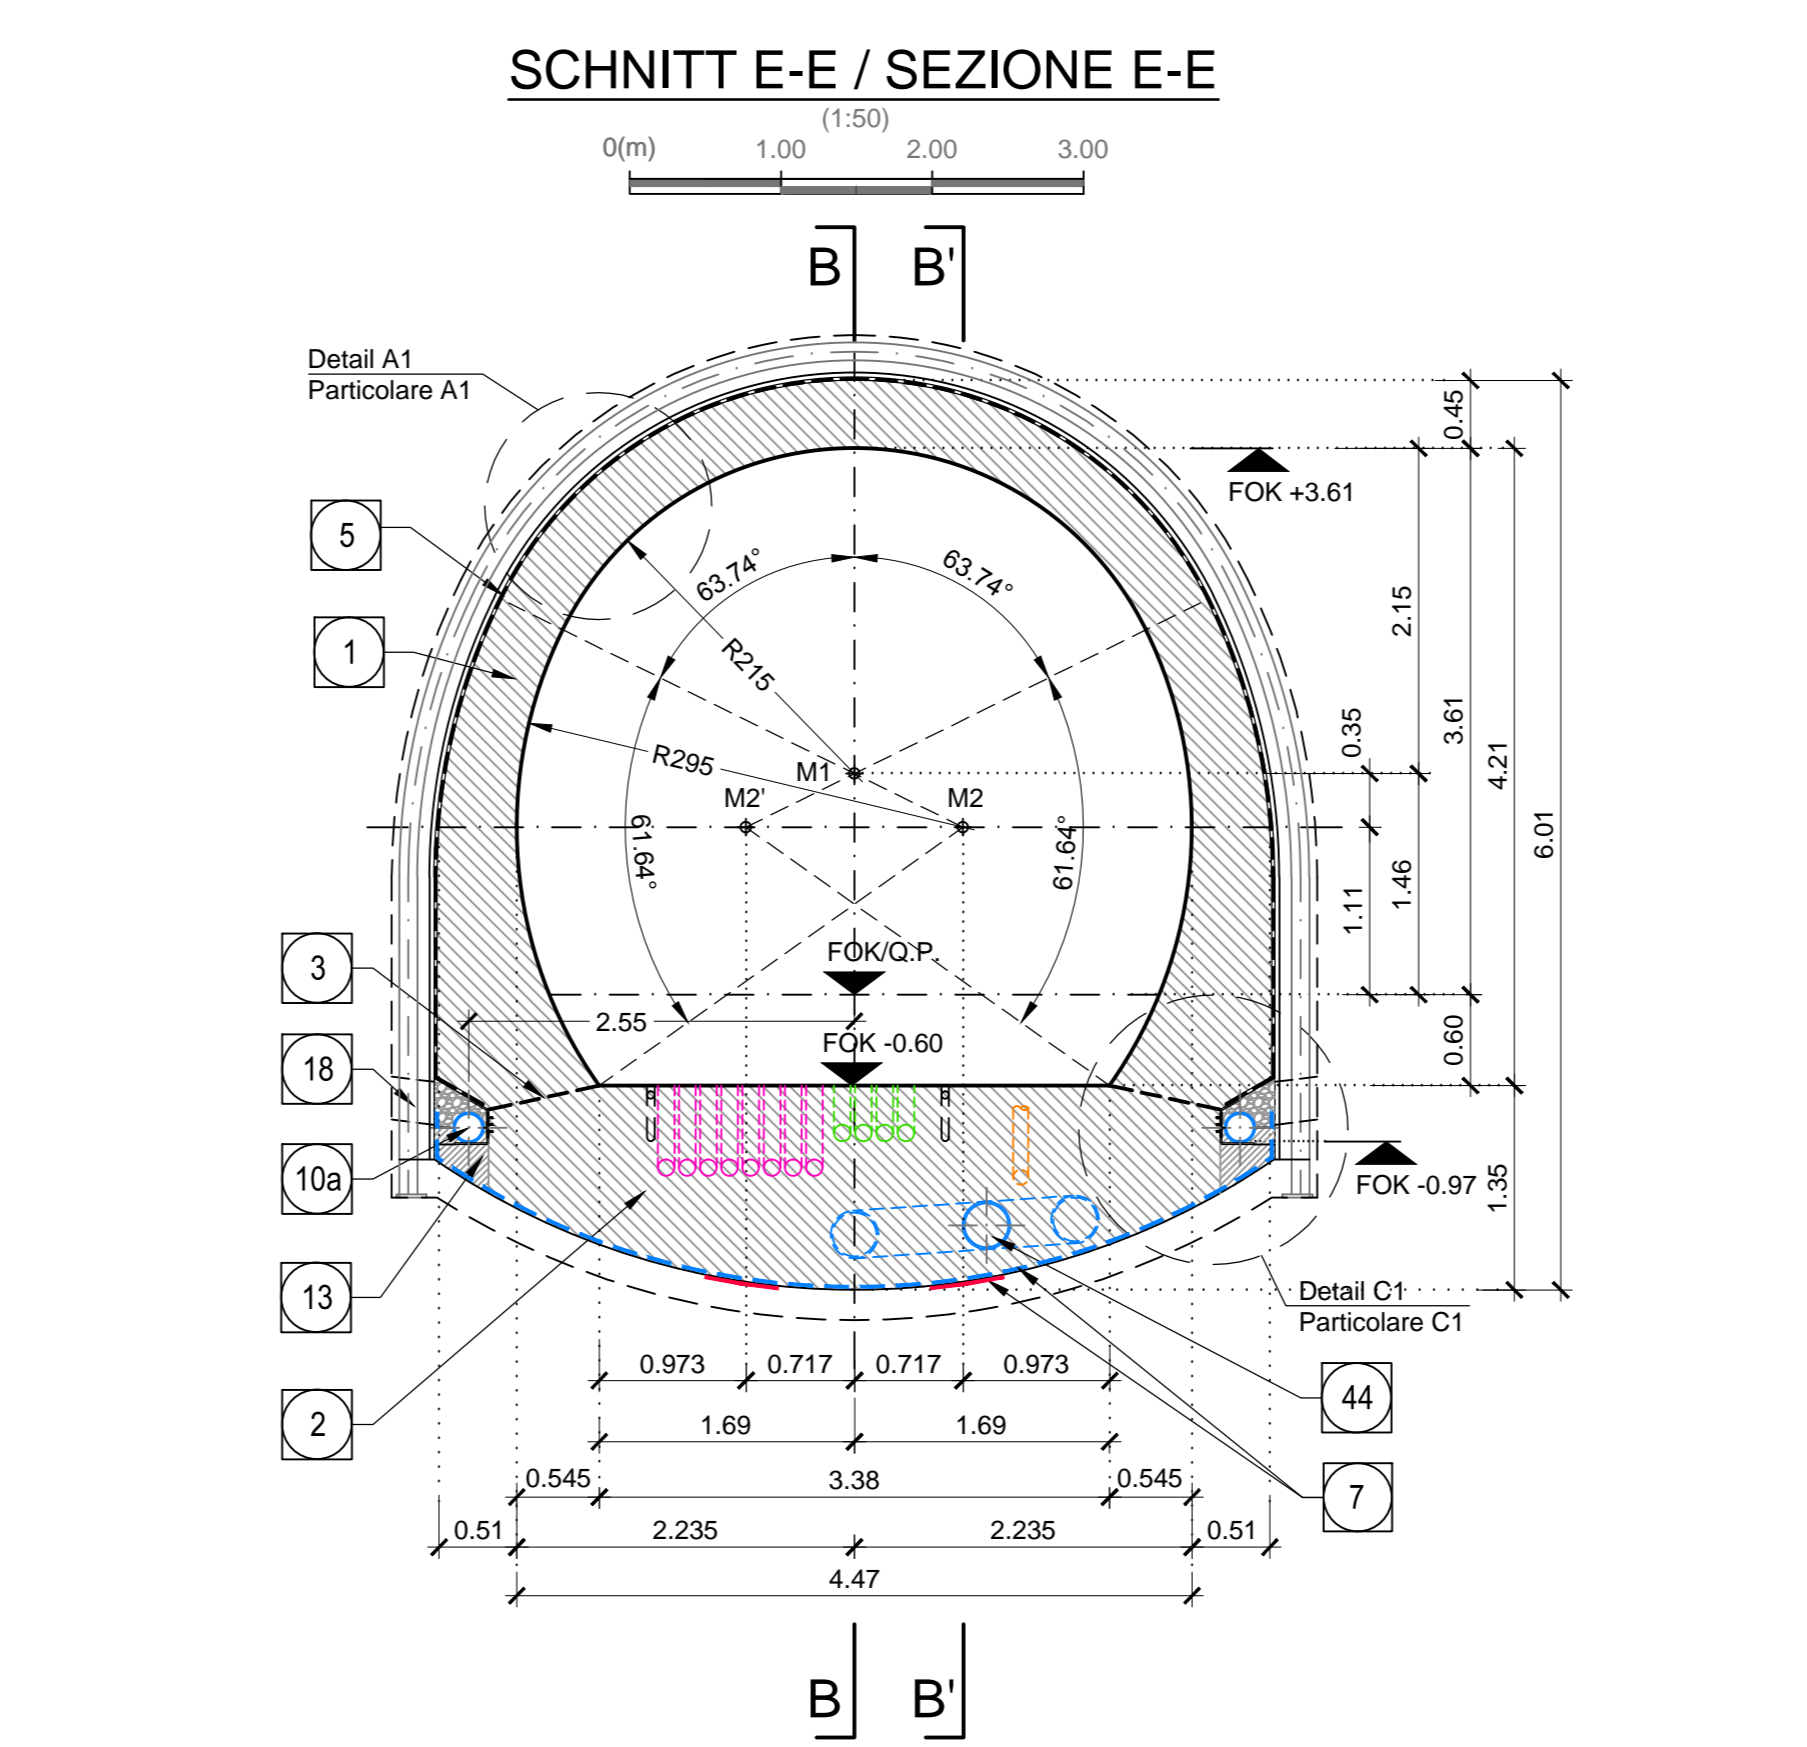 SCHNITT E-E / SEZIONE E-E
(1:50)
0(m) 1.00 2.00 3.00
B B'
Detail A1
Particolare A1
0.45
FOK +3.61
5
63.74° 63.74°
2.15
1
R215
R295
M1
M2' M2
0.35
3.61
4.21
6.01
61.64° 61.64°
1.11
1.46
3
FOK/Q.P.
2.55
FOK -0.60
0.60
18
10a
FOK -0.97
1.35
13
Detail C1
Particolare C1
0.973 0.717 0.717 0.973
44
2
1.69 1.69
0.545 3.38 0.545
7
0.51 2.235 2.235 0.51
4.47
B B'